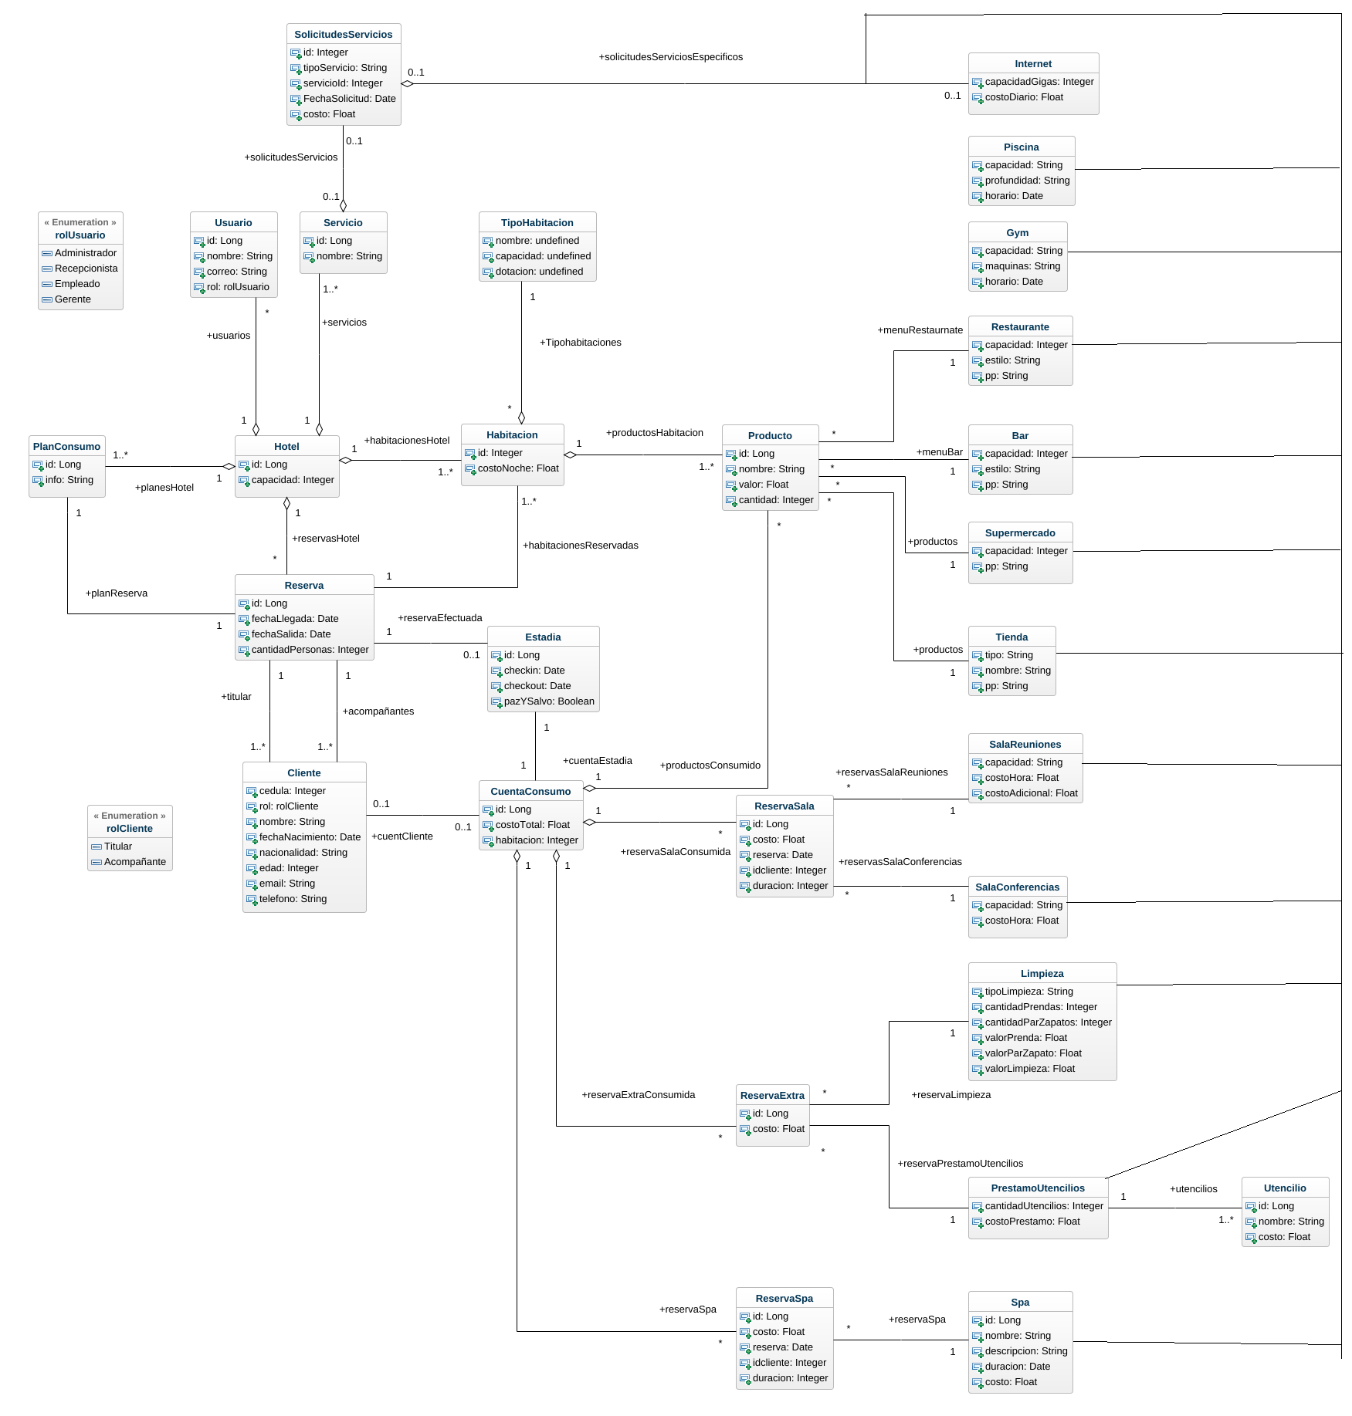 SolicitudesServicios
id: Integer
tipoServicio: String
servicioId: Integer
FechaSolicitud: Date
costo: Float
0..1
+solicitudesServiciosEspecificos
0..1
Internet
capacidadGigas: Integer
costoDiario: Float
0..1
+solicitudesServicios
0..1
Piscina
capacidad: String
profundidad: String
horario: Date
« Enumeration »
rolUsuario
Administrador
Recepcionista
Empleado
Gerente
Usuario
id: Long
nombre: String
correo: String
rol: rolUsuario
Servicio
id: Long
nombre: String
TipoHabitacion
nombre: undefined
capacidad: undefined
dotacion: undefined
Gym
capacidad: String
maquinas: String
horario: Date
*
+usuarios
1
1..*
+servicios
1
1
+Tipohabitaciones
*
+menuRestaurnate
1
*
Restaurante
capacidad: Integer
estilo: String
pp: String
PlanConsumo
id: Long
info: String
1..*
+planesHotel
1
Hotel
id: Long
capacidad: Integer
1
+habitacionesHotel
1..*
Habitacion
id: Integer
costoNoche: Float
1
+productosHabitacion
1..*
Producto
id: Long
nombre: String
valor: Float
cantidad: Integer
+menuBar
*
1
Bar
capacidad: Integer
estilo: String
pp: String
*
+productos
1
Supermercado
capacidad: Integer
pp: String
*
+productos
1
Tienda
tipo: String
nombre: String
pp: String
1
+planReserva
1
1
+reservasHotel
*
1..*
+habitacionesReservadas
1
Reserva
id: Long
fechaLlegada: Date
fechaSalida: Date
cantidadPersonas: Integer
+reservaEfectuada
1
0..1
Estadia
id: Long
checkin: Date
checkout: Date
pazYSalvo: Boolean
1
+titular
1..*
1
+acompañantes
1..*
1
+cuentaEstadia
1
*
+productosConsumido
1
SalaReuniones
capacidad: String
costoHora: Float
costoAdicional: Float
Cliente
cedula: Integer
rol: rolCliente
nombre: String
fechaNacimiento: Date
nacionalidad: String
edad: Integer
email: String
telefono: String
« Enumeration »
rolCliente
Titular
Acompañante
0..1
+cuentCliente
0..1
CuentaConsumo
id: Long
costoTotal: Float
habitacion: Integer
1
+reservaSalaConsumida
*
ReservaSala
id: Long
costo: Float
reserva: Date
idcliente: Integer
duracion: Integer
+reservasSalaReuniones
*
1
+reservasSalaConferencias
*
1
SalaConferencias
capacidad: String
costoHora: Float
1
1
Limpieza
tipoLimpieza: String
cantidadPrendas: Integer
cantidadParZapatos: Integer
valorPrenda: Float
valorParZapato: Float
valorLimpieza: Float
+reservaExtraConsumida
*
ReservaExtra
id: Long
costo: Float
*
+reservaLimpieza
1
*
+reservaPrestamoUtencilios
1
PrestamoUtencilios
cantidadUtencilios: Integer
costoPrestamo: Float
1
+utencilios
1..*
Utencilio
id: Long
nombre: String
costo: Float
+reservaSpa
*
ReservaSpa
id: Long
costo: Float
reserva: Date
idcliente: Integer
duracion: Integer
*
+reservaSpa
1
Spa
id: Long
nombre: String
descripcion: String
duracion: Date
costo: Float